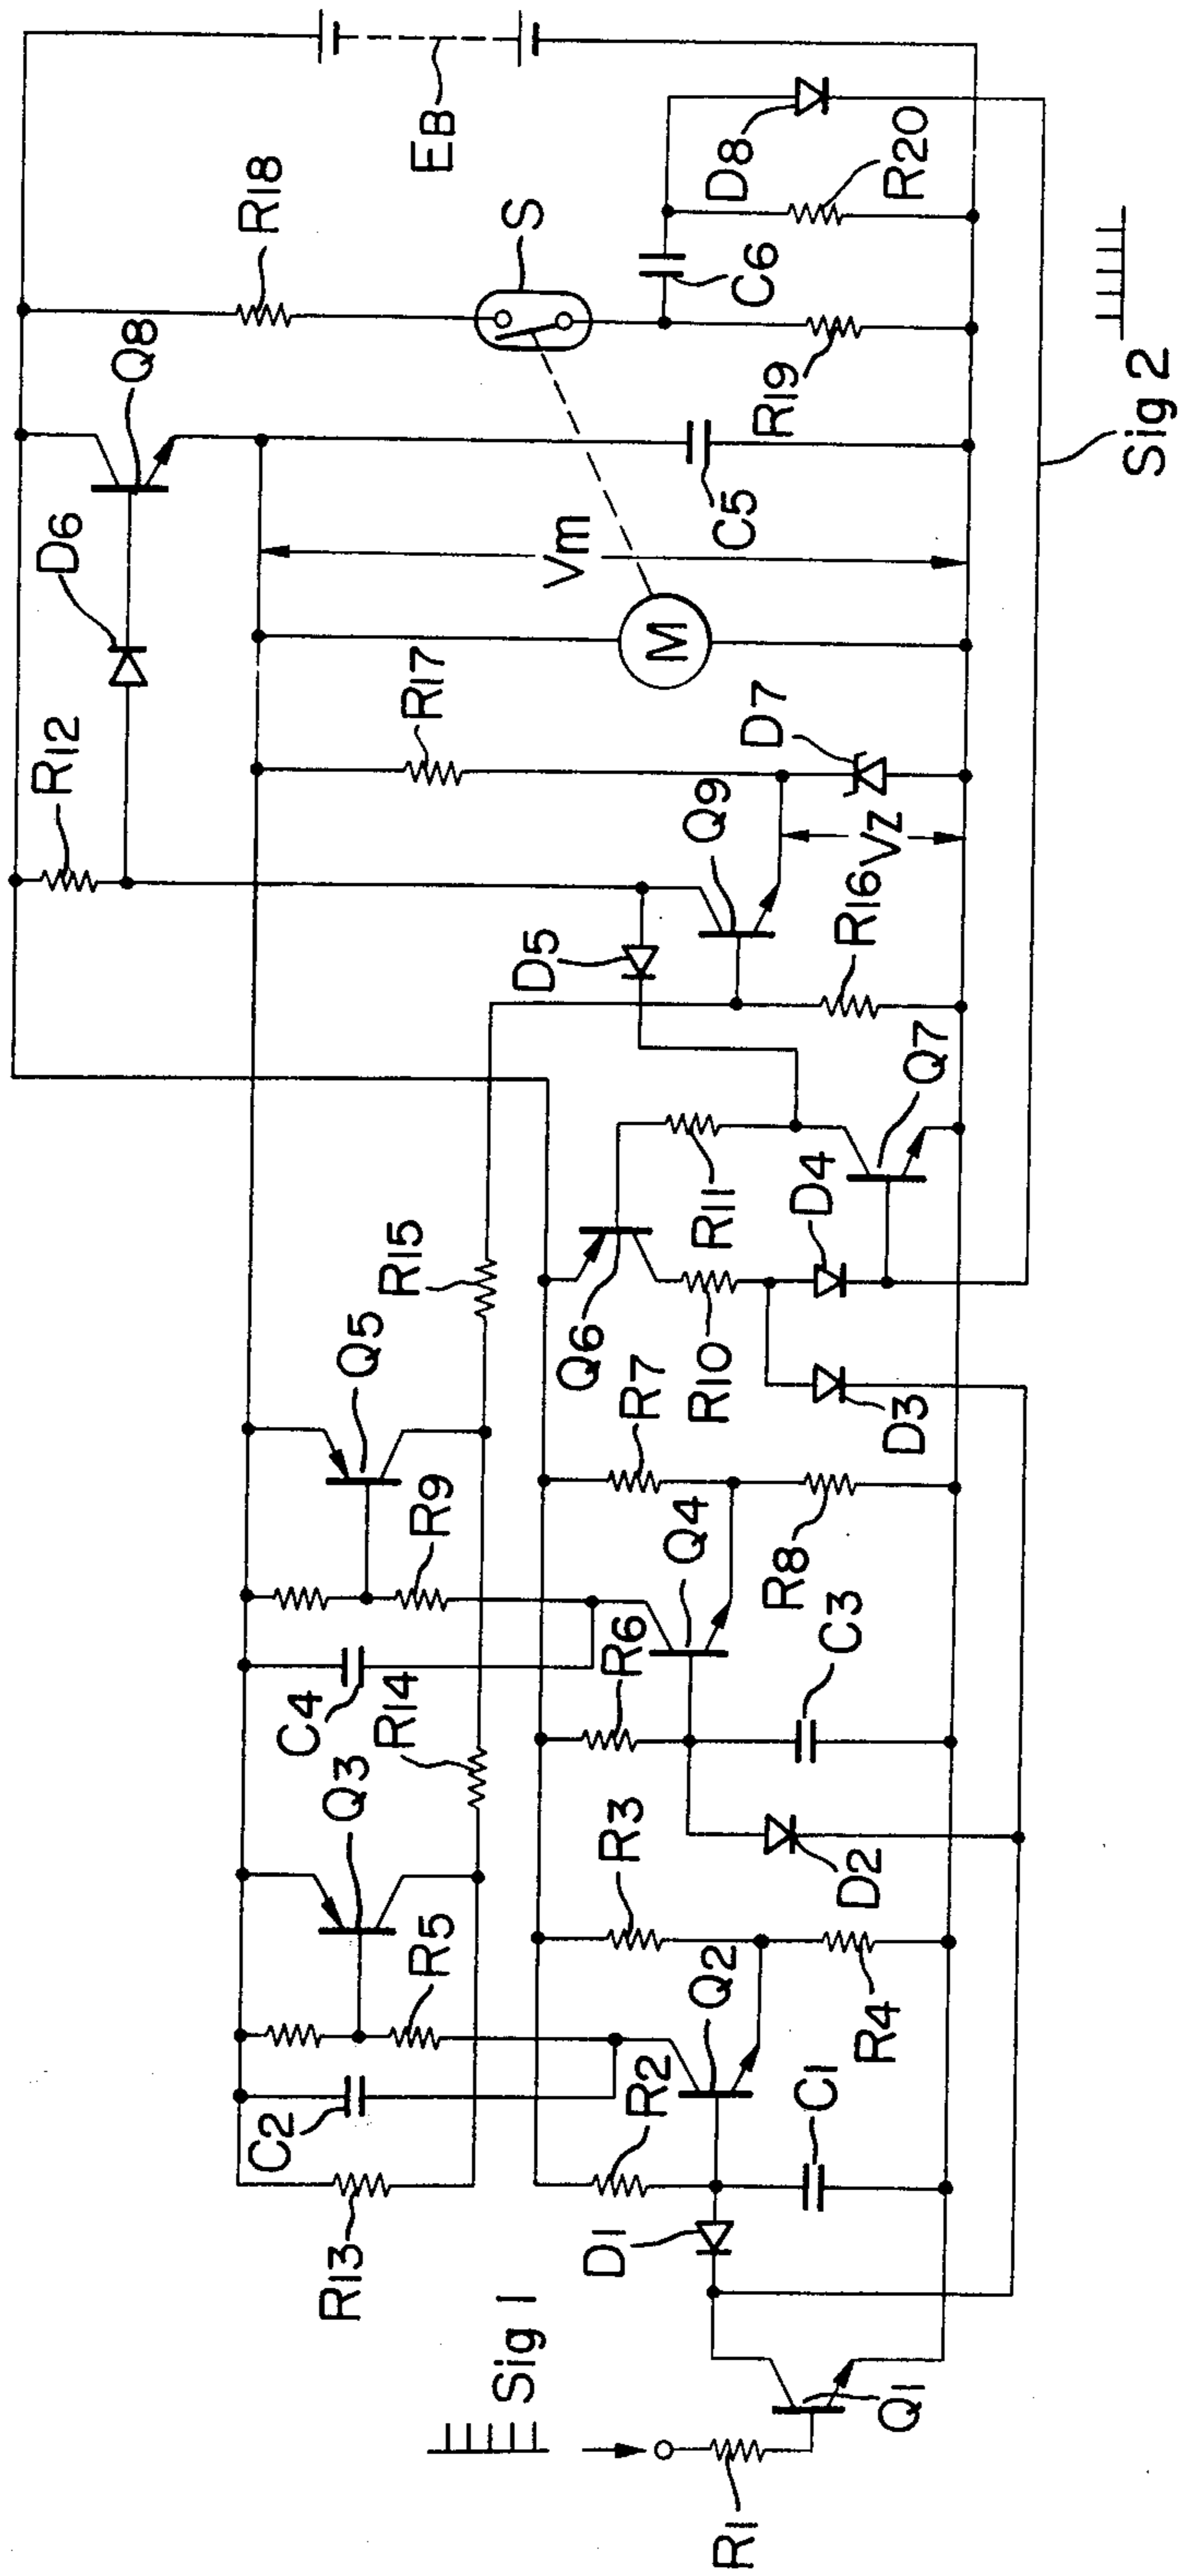 R1
Sig 1
Q1
R13
D1
C2
R2
C1
R5
Q2
R4
Q3
R3
D2
R14
C4
R6
C3
R9
Q4
R8
Q5
R7
D3
R15
Q6
R10
R11
D4
Q7
D5
R16
Q9
Vz
R12
D7
R17
D6
M
Vm
C5
Q8
R19
Sig 2
R18
S
C6
D8
R20
EB